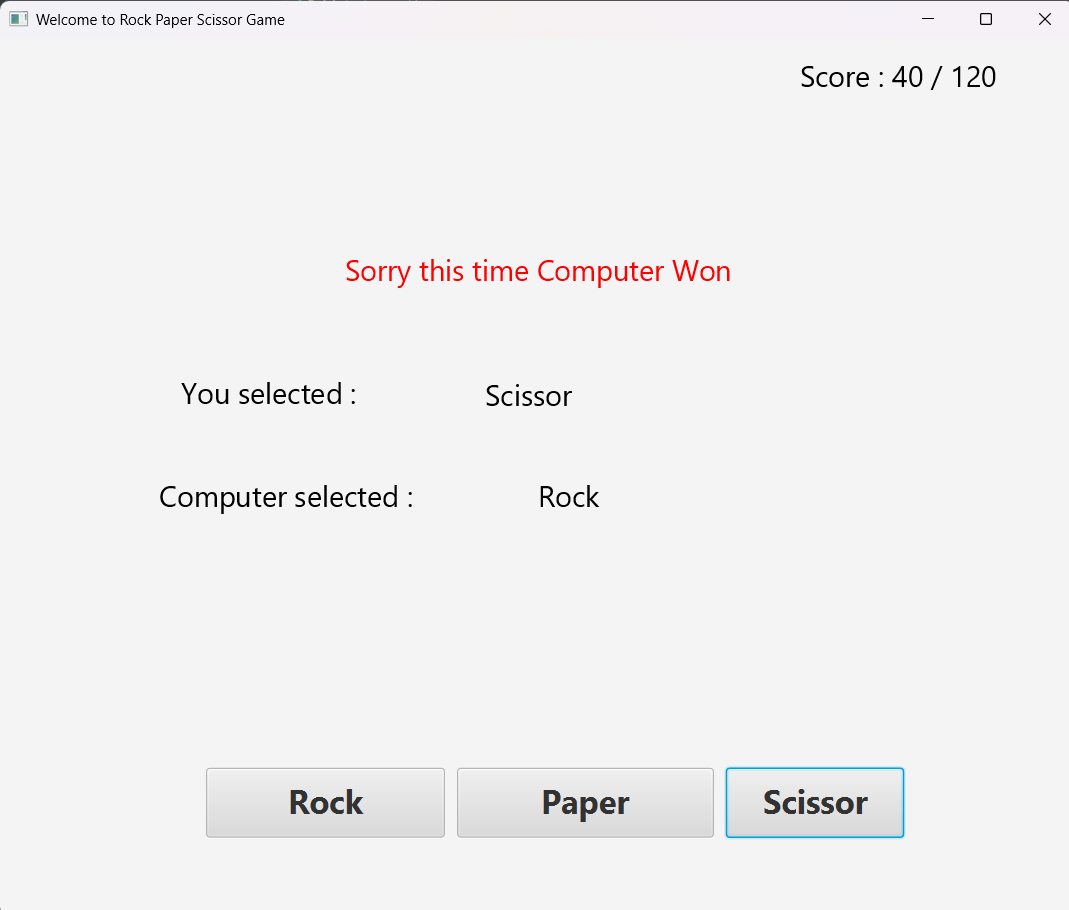 Welcome to Rock Paper Scissor Game
Score : 40 / 120
Sorry this time Computer Won
You selected : Scissor
Computer selected : Rock
Rock Paper Scissor